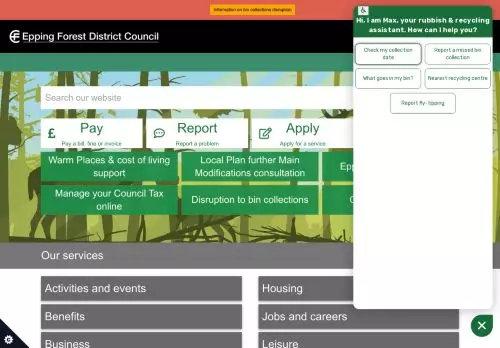 Information on bin collections disruption
Epping Forest District Council
Hi, I am Max, your rubbish & recycling
assistant. How can I help you?
Check my collection
date
Report a missed bin
collection
What goes in my bin?
Nearest recycling centre
Report fly-tipping
Search our website
Pay
Pay a bill, fine or invoice
Report
Report a problem
Apply
Apply for a service
Warm Places & cost of living
support
Local Plan further Main
Modifications consultation
Epp
Manage your Council Tax
online
Disruption to bin collections
Our services
Activities and events
Housing
Benefits
Jobs and careers
Business
Leisure